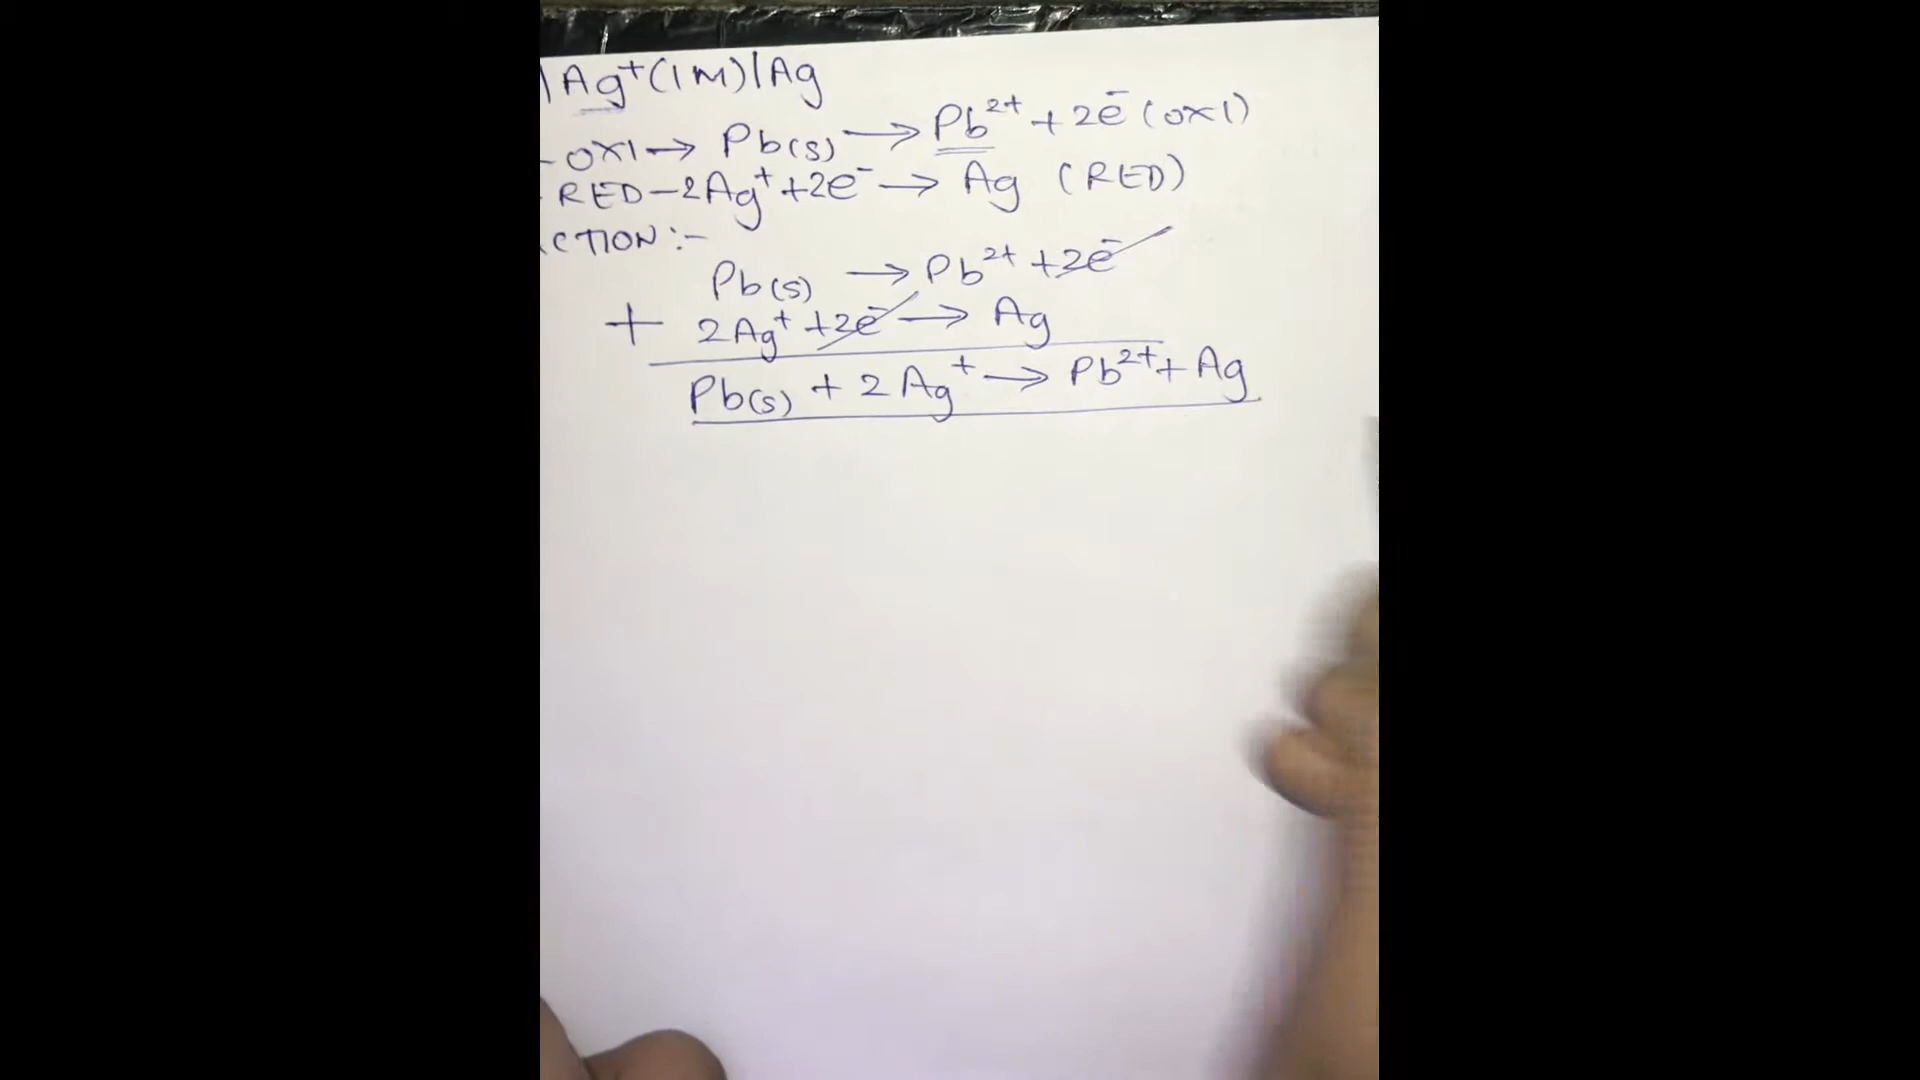 |Ag⁺(1M)|Ag
-OXI→ Pb(s) → Pb²⁺ + 2e⁻ (OXI)
-RED-2Ag⁺ +2e⁻ → Ag (RED)
CTION :-
Pb(s) → Pb²⁺ +2e⁻
+ 2Ag⁺ +2e⁻ → Ag
Pb(s) + 2Ag⁺ → Pb²⁺ + Ag